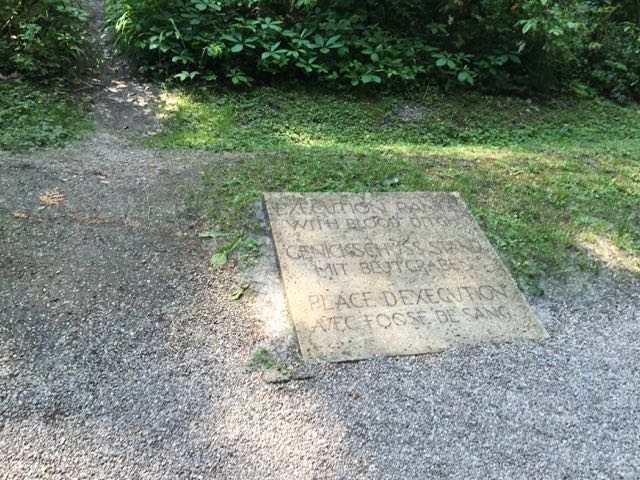 EXECUTION RANGE
WITH BLOOD DITCH
GENICKSCHUSS STAND
MIT BLUTGRABEN
PLACE D'EXECUTION
AVEC FOSSE DE SANG